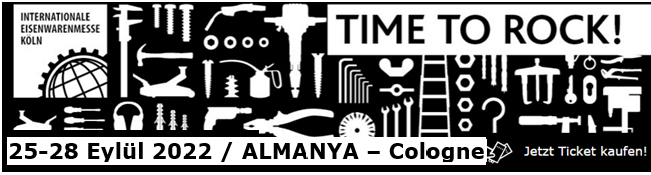 INTERNATIONALE
EISENWARENMESSE
KÖLN
TIME TO ROCK!
25-28 Eylül 2022 / ALMANYA – Cologne
Jetzt Ticket kaufen!